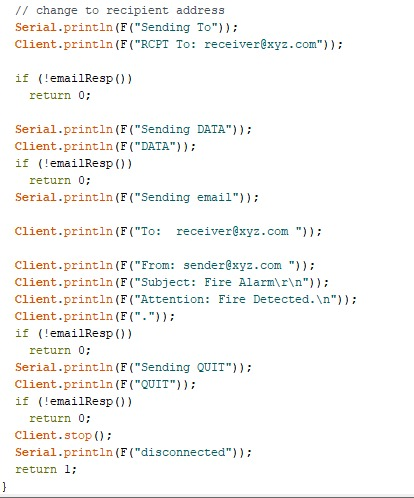 // change to recipient address
Serial.println(F("Sending To"));
Client.println(F("RCPT To: receiver@xyz.com"));
if (!emailResp())
return 0;
Serial.println(F("Sending DATA"));
Client.println(F("DATA"));
if (!emailResp())
return 0;
Serial.println(F("Sending email"));
Client.println(F("To:  receiver@xyz.com "));
Client.println(F("From: sender@xyz.com "));
Client.println(F("Subject: Fire Alarm\r\n"));
Client.println(F("Attention: Fire Detected.\n"));
Client.println(F("."));
if (!emailResp())
return 0;
Serial.println(F("Sending QUIT"));
Client.println(F("QUIT"));
if (!emailResp())
return 0;
Client.stop();
Serial.println(F("disconnected"));
return 1;
}